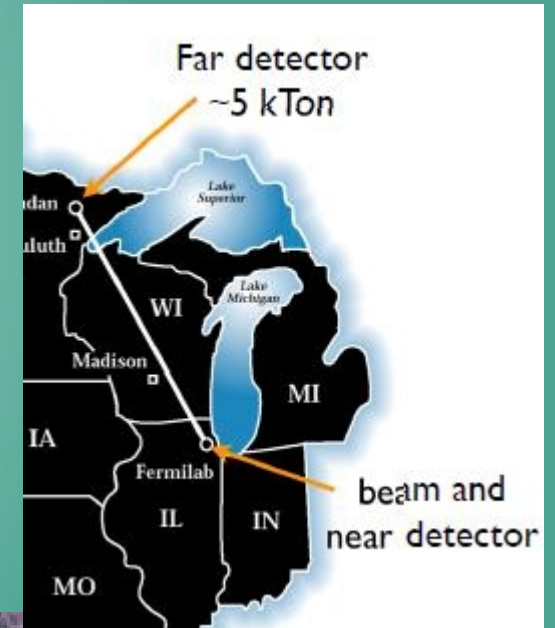 Far detector
~5 kTon
Lake
Superior
dan
uluth
Lake
Michigan
WI
Madison
MI
IA
Fermilab
beam and
near detector
IL
IN
MO